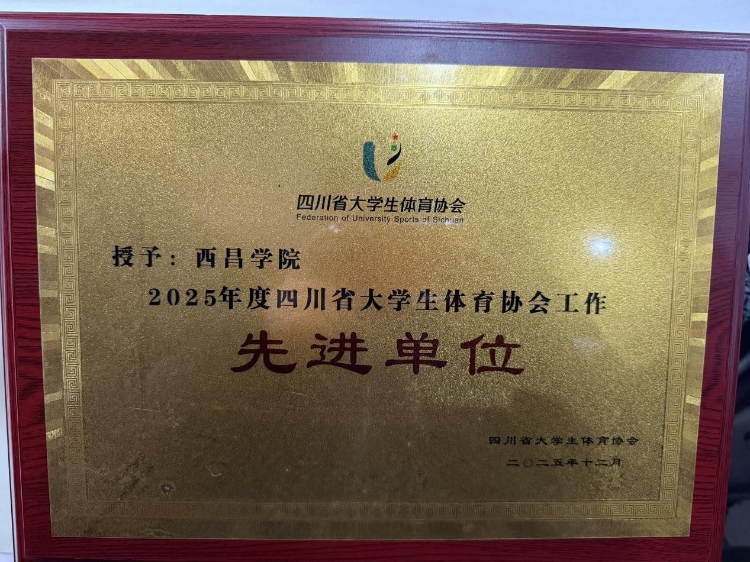 四川省大学生体育协会
Federation of University Sports of Sichuan
授予：西昌学院
2025年度四川省大学生体育协会工作
先进单位
四川省大学生体育协会
二〇二五年十二月